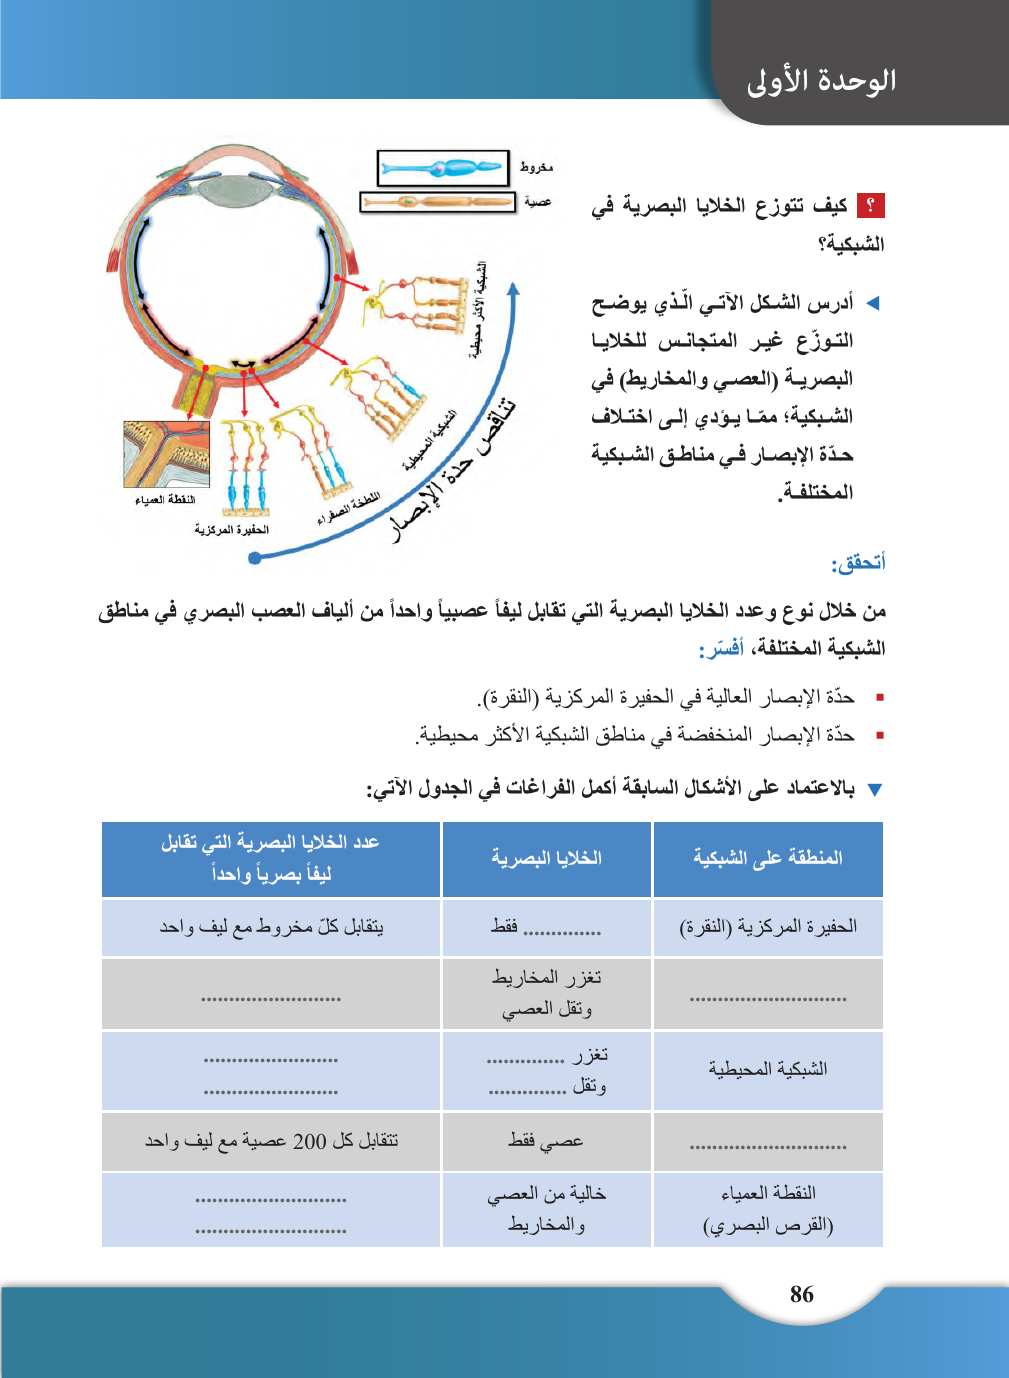 الوحدة الأولى
؟ كيف تتوزع الخلايا البصرية في
الشبكية؟
أدرس الشكل الآتي الّذي يوضح
التوزّع غير المتجانس للخلايا
البصرية (العصي والمخاريط) في
الشبكية؛ ممّا يؤدي إلى اختلاف
حدّة الإبصار في مناطق الشبكية
المختلفة.
مخروط
عصية
الشبكية الأكثر محيطية
الشبكية المحيطية
اللطخة الصفراء
الحفيرة المركزية
النقطة العمياء
تناقص حدة الإبصار
أتحقق:
من خلال نوع وعدد الخلايا البصرية التي تقابل ليفاً عصبياً واحداً من ألياف العصب البصري في مناطق
الشبكية المختلفة، أفسّر:
▪ حدّة الإبصار العالية في الحفيرة المركزية (النقرة).
▪ حدّة الإبصار المنخفضة في مناطق الشبكية الأكثر محيطية.
بالاعتماد على الأشكال السابقة أكمل الفراغات في الجدول الآتي:
المنطقة على الشبكية
الخلايا البصرية
عدد الخلايا البصرية التي تقابل
ليفاً بصرياً واحداً
الحفيرة المركزية (النقرة)
.............. فقط
يتقابل كلّ مخروط مع ليف واحد
............................
تغزر المخاريط
وتقل العصي
.........................
الشبكية المحيطية
تغزر ..............
وتقل ..............
........................
........................
............................
عصي فقط
تتقابل كل 200 عصية مع ليف واحد
النقطة العمياء
(القرص البصري)
خالية من العصي
والمخاريط
...........................
...........................
86